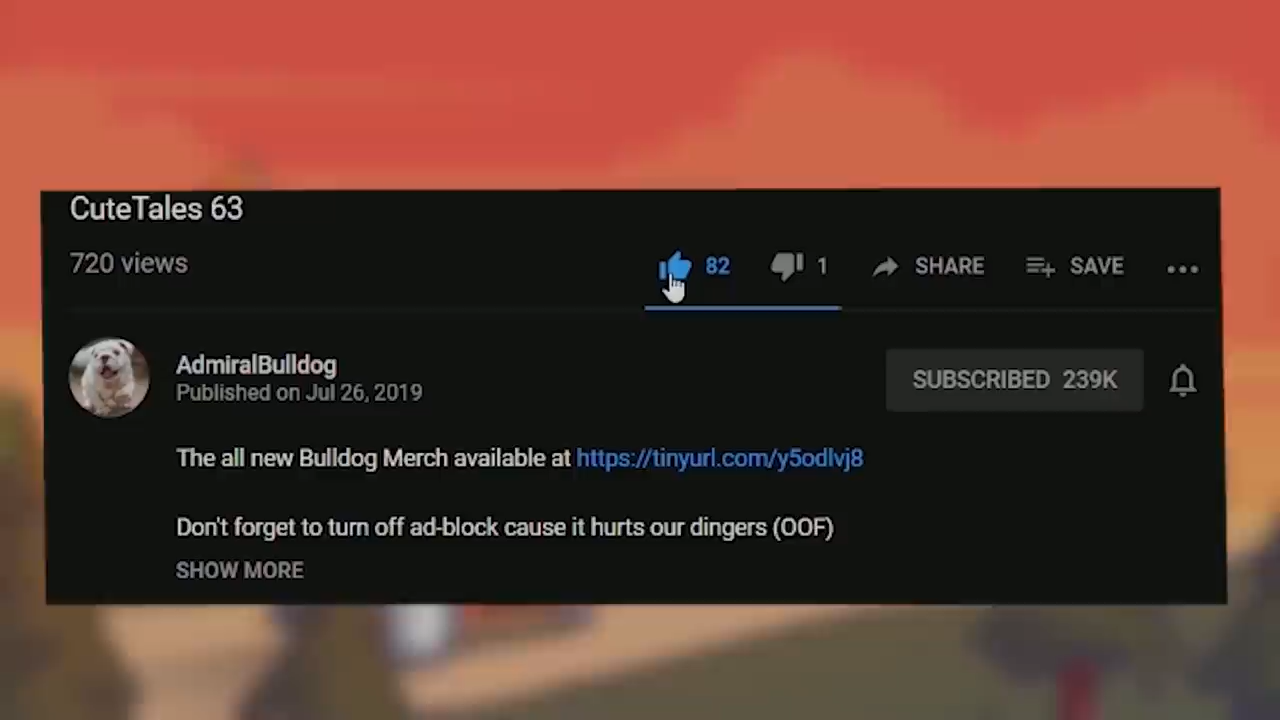 CuteTales 63
720 views
82 1 SHARE SAVE
AdmiralBulldog
Published on Jul 26, 2019
SUBSCRIBED 239K
The all new Bulldog Merch available at https://tinyurl.com/y5odlvj8
Don't forget to turn off ad-block cause it hurts our dingers (OOF)
SHOW MORE